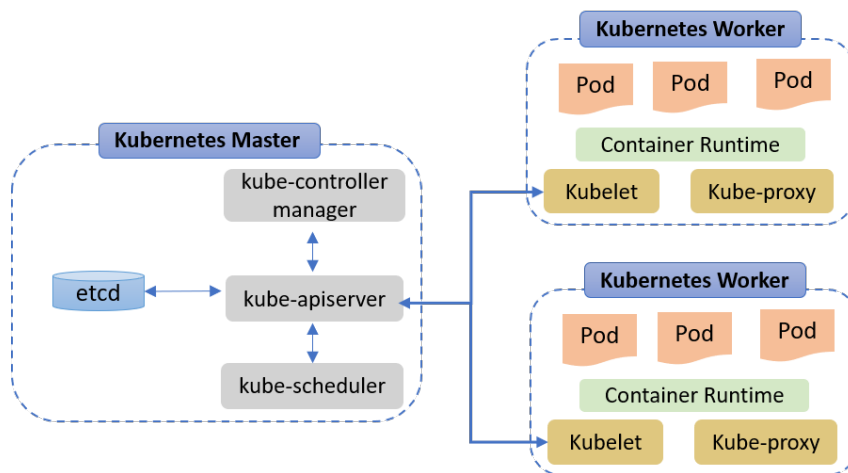 Kubernetes Master
kube-controller
manager
etcd
kube-apiserver
kube-scheduler
Kubernetes Worker
Pod Pod Pod
Container Runtime
Kubelet Kube-proxy
Kubernetes Worker
Pod Pod Pod
Container Runtime
Kubelet Kube-proxy